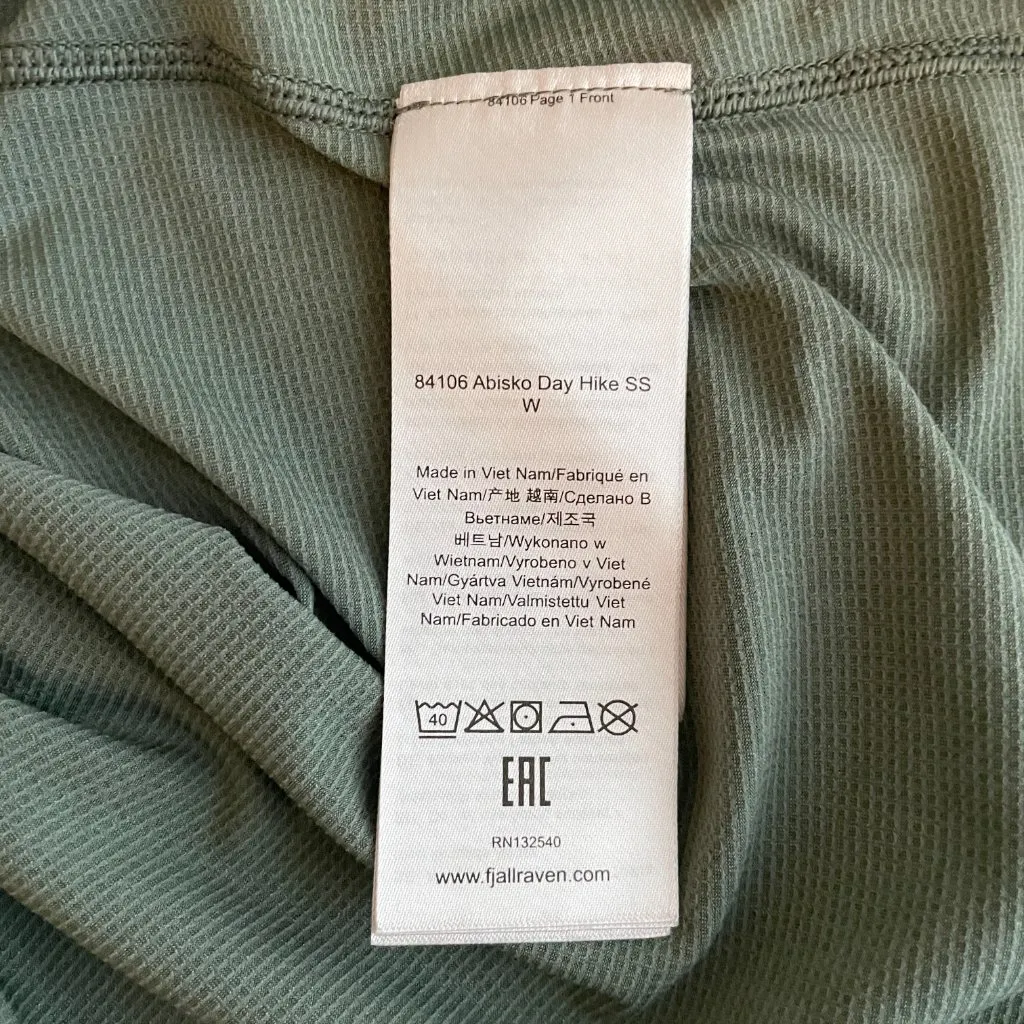 84106 Page 1 Front
84106 Abisko Day Hike SS
W
Made in Viet Nam/Fabriqué en
Viet Nam/产地 越南/Сделано В
Вьетнаме/제조국
베트남/Wykonano w
Wietnam/Vyrobeno v Viet
Nam/Gyártva Vietnám/Vyrobené
Viet Nam/Valmistettu Viet
Nam/Fabricado en Viet Nam
40
EAC
RN132540
www.fjallraven.com